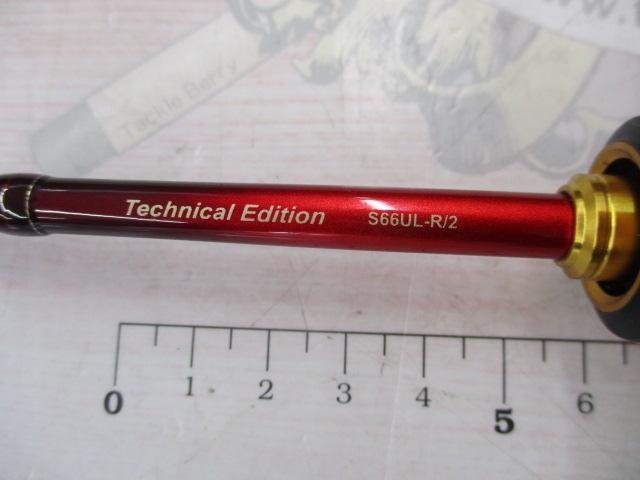 Tackle Berry
Technical Edition S66UL-R/2
0 1 2 3 4 5 6